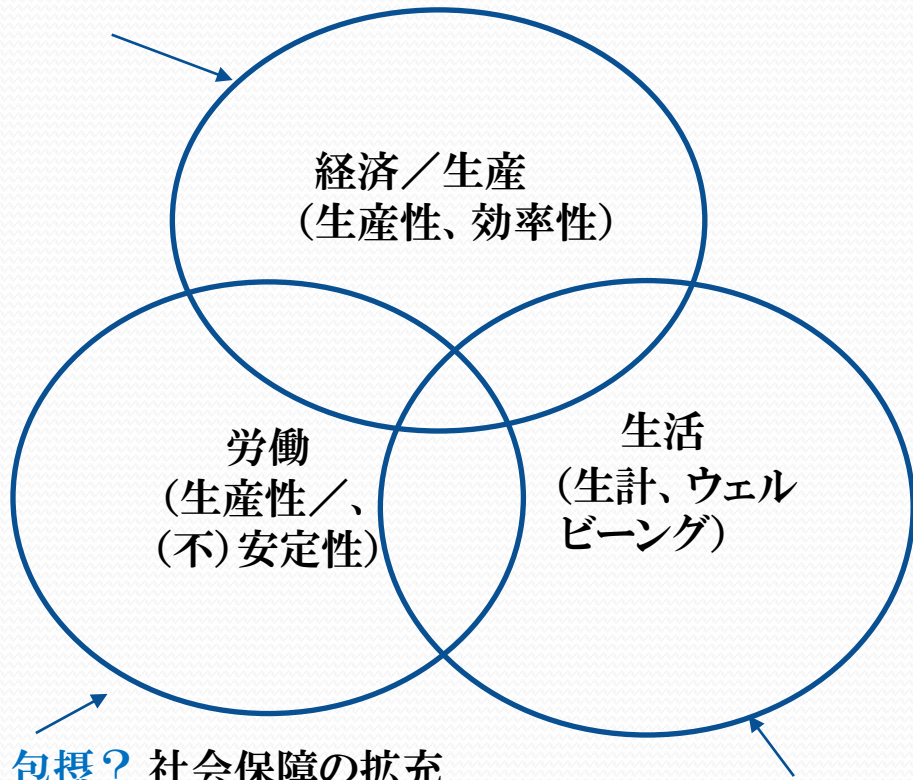 経済／生産
（生産性、効率性）
労働
（生産性／、
（不）安定性）
生活
（生計、ウェル
ビーング）
包摂？ 社会保障の拡充